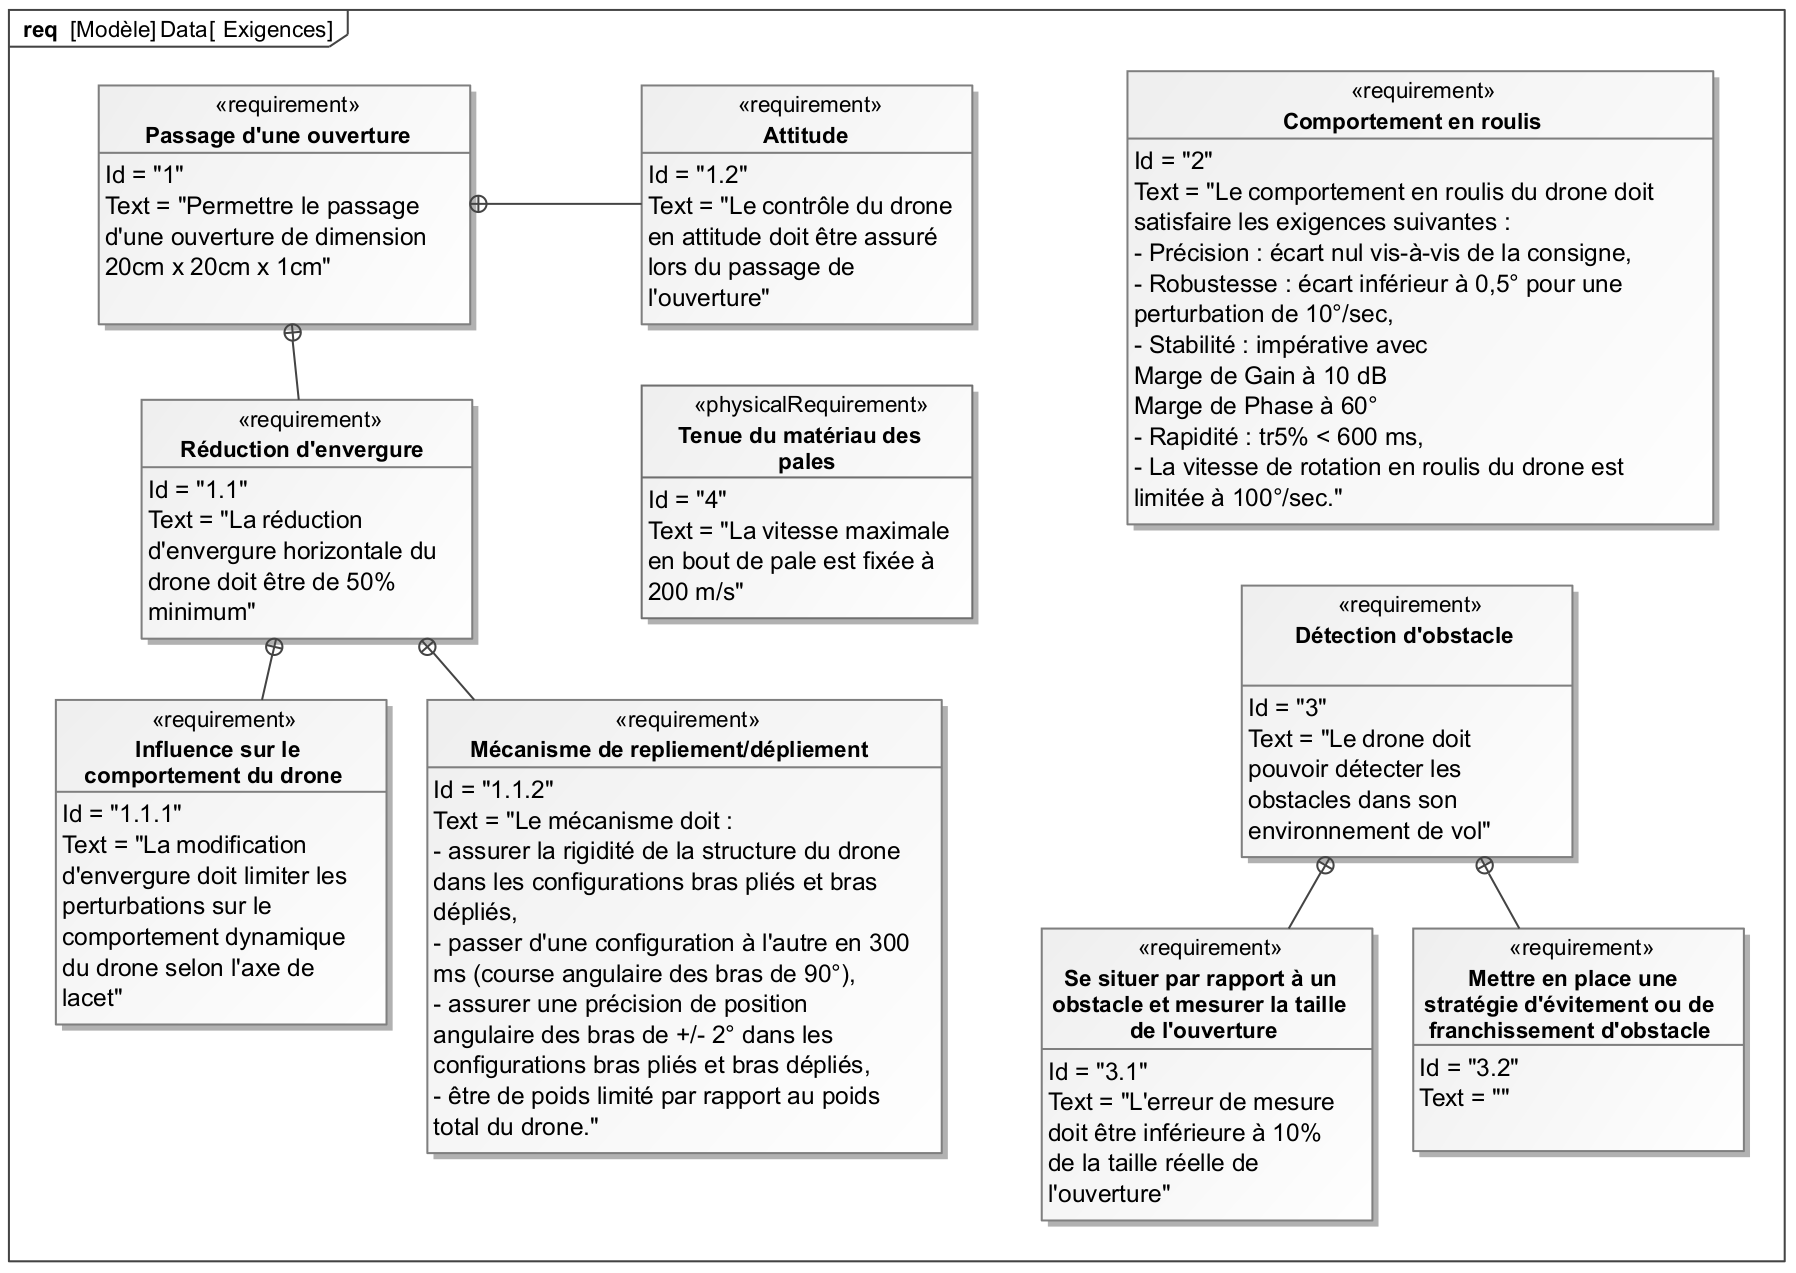 req [Modèle] Data[ Exigences]
«requirement»
Passage d'une ouverture
Id = "1"
Text = "Permettre le passage
d'une ouverture de dimension
20cm x 20cm x 1cm"
«requirement»
Attitude
Id = "1.2"
Text = "Le contrôle du drone
en attitude doit être assuré
lors du passage de
l'ouverture"
«requirement»
Comportement en roulis
Id = "2"
Text = "Le comportement en roulis du drone doit
satisfaire les exigences suivantes :
- Précision : écart nul vis-à-vis de la consigne,
- Robustesse : écart inférieur à 0,5° pour une
perturbation de 10°/sec,
- Stabilité : impérative avec
Marge de Gain à 10 dB
Marge de Phase à 60°
- Rapidité : tr5% < 600 ms,
- La vitesse de rotation en roulis du drone est
limitée à 100°/sec."
«requirement»
Réduction d'envergure
Id = "1.1"
Text = "La réduction
d'envergure horizontale du
drone doit être de 50%
minimum"
«physicalRequirement»
Tenue du matériau des
pales
Id = "4"
Text = "La vitesse maximale
en bout de pale est fixée à
200 m/s"
«requirement»
Détection d'obstacle
Id = "3"
Text = "Le drone doit
pouvoir détecter les
obstacles dans son
environnement de vol"
«requirement»
Influence sur le
comportement du drone
Id = "1.1.1"
Text = "La modification
d'envergure doit limiter les
perturbations sur le
comportement dynamique
du drone selon l'axe de
lacet"
«requirement»
Mécanisme de repliement/dépliement
Id = "1.1.2"
Text = "Le mécanisme doit :
- assurer la rigidité de la structure du drone
dans les configurations bras pliés et bras
dépliés,
- passer d'une configuration à l'autre en 300
ms (course angulaire des bras de 90°),
- assurer une précision de position
angulaire des bras de +/- 2° dans les
configurations bras pliés et bras dépliés,
- être de poids limité par rapport au poids
total du drone."
«requirement»
Se situer par rapport à un
obstacle et mesurer la taille
de l'ouverture
Id = "3.1"
Text = "L'erreur de mesure
doit être inférieure à 10%
de la taille réelle de
l'ouverture"
«requirement»
Mettre en place une
stratégie d'évitement ou de
franchissement d'obstacle
Id = "3.2"
Text = ""